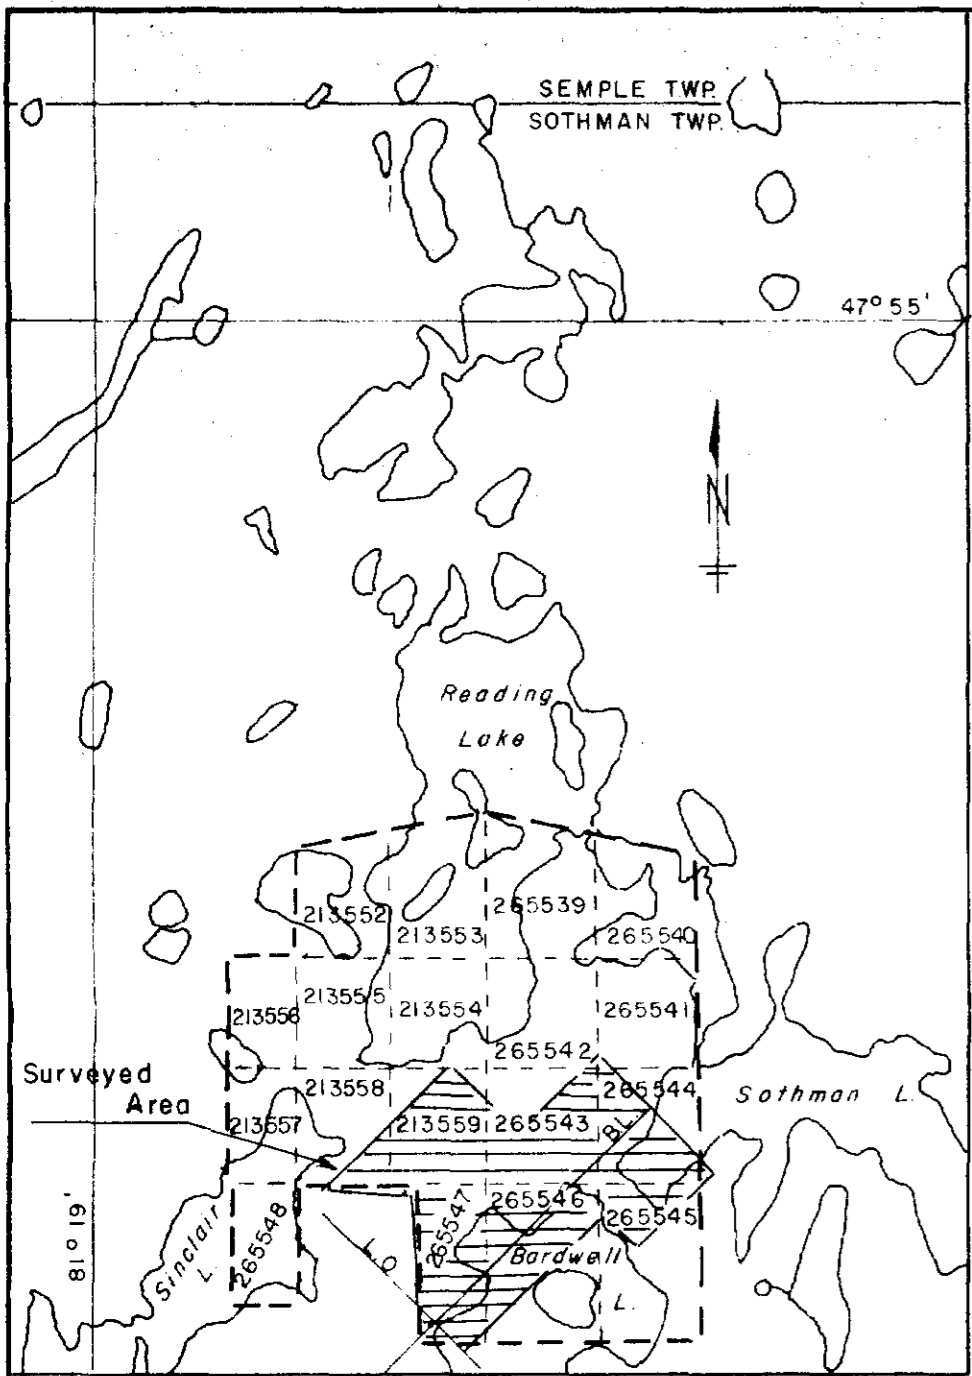 SEMPLE TWP.
SOTHMAN TWP.
47° 55'
N
Reading
Lake
213552
213553
265539
265540
213556
213555
213554
265541
265542
Surveyed
Area
213558
265544
Sothman L.
213557
213559
265543
BL
81° 19'
Sinclair
L.
265548
LO
265547
265546
265545
Bardwell
L.